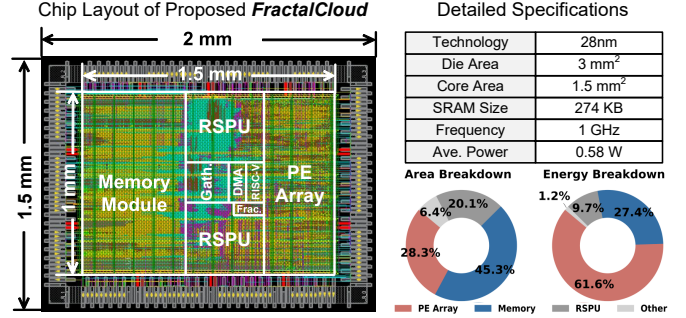 Chip Layout of Proposed FractalCloud
2 mm
1.5 mm
1.5 mm
1 mm
Memory
Module
RSPU
Gath.
DMA
RISC-V
Frac.
RSPU
PE
Array
Detailed Specifications
Technology 28nm
Die Area 3 mm²
Core Area 1.5 mm²
SRAM Size 274 KB
Frequency 1 GHz
Ave. Power 0.58 W
Area Breakdown
6.4%
20.1%
28.3%
45.3%
Energy Breakdown
1.2%
9.7%
27.4%
61.6%
PE Array Memory RSPU Other